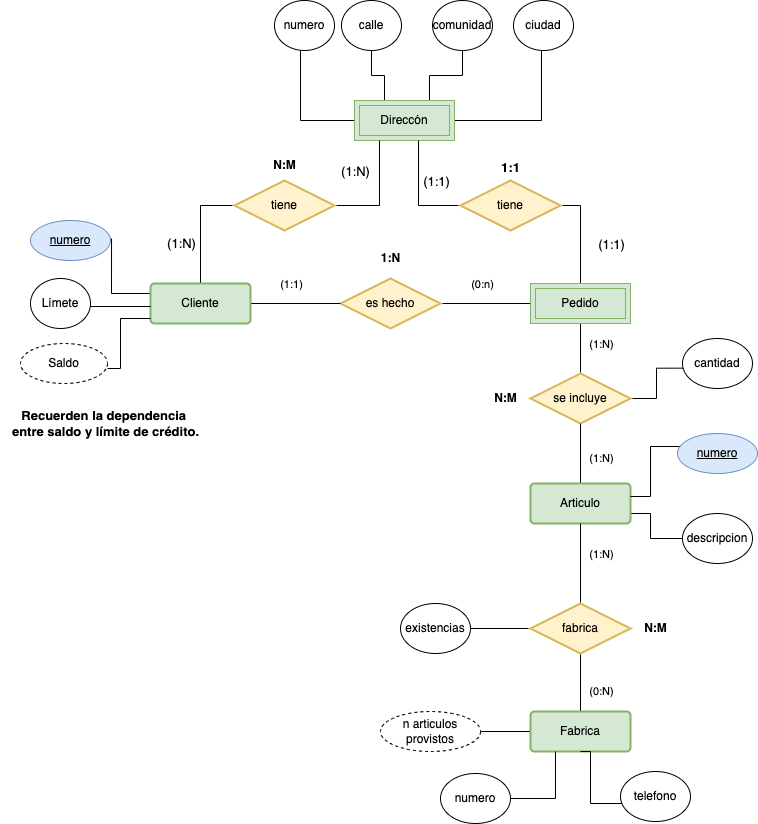 numero
calle
comunidad
ciudad
Direccón
N:M
(1:N)
(1:1)
1:1
tiene
tiene
(1:N)
(1:1)
numero
1:N
(1:1)
(0:n)
Límete
Cliente
es hecho
Pedido
(1:N)
Saldo
cantidad
N:M
se incluye
Recuerden la dependencia
entre saldo y límite de crédito.
(1:N)
numero
Articulo
descripcion
(1:N)
existencias
fabrica
N:M
(0:N)
n articulos
provistos
Fabrica
numero
telefono